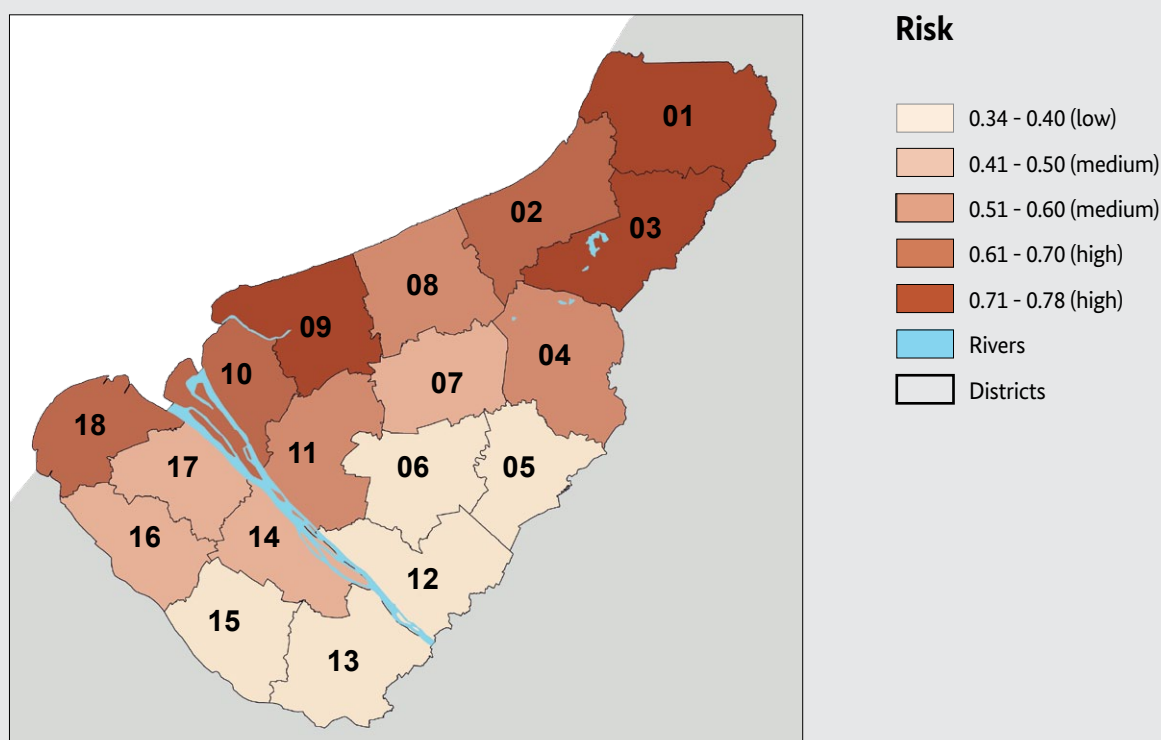 Risk
0.34 - 0.40 (low)
0.41 - 0.50 (medium)
0.51 - 0.60 (medium)
0.61 - 0.70 (high)
0.71 - 0.78 (high)
Rivers
Districts
01
02
03
08
09
04
10
07
18
11
06
05
17
16
14
12
15
13